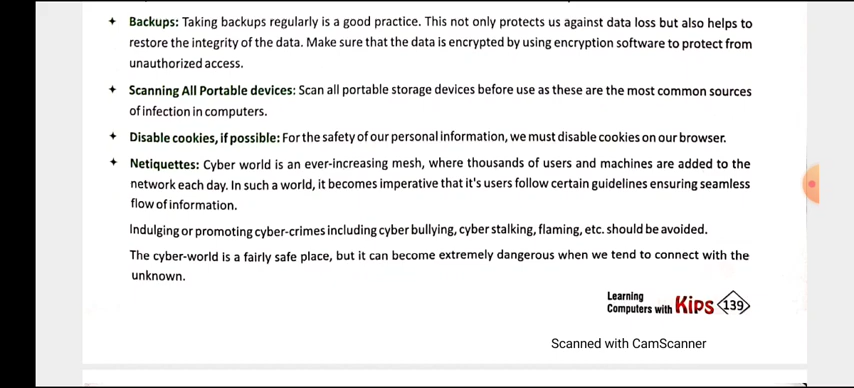 ✦ Backups: Taking backups regularly is a good practice. This not only protects us against data loss but also helps to
restore the integrity of the data. Make sure that the data is encrypted by using encryption software to protect from
unauthorized access.
✦ Scanning All Portable devices: Scan all portable storage devices before use as these are the most common sources
of infection in computers.
✦ Disable cookies, if possible: For the safety of our personal information, we must disable cookies on our browser.
✦ Netiquettes: Cyber world is an ever-increasing mesh, where thousands of users and machines are added to the
network each day. In such a world, it becomes imperative that it's users follow certain guidelines ensuring seamless
flow of information.
Indulging or promoting cyber-crimes including cyber bullying, cyber stalking, flaming, etc. should be avoided.
The cyber-world is a fairly safe place, but it can become extremely dangerous when we tend to connect with the
unknown.
Learning
Computers with Kips 139
Scanned with CamScanner